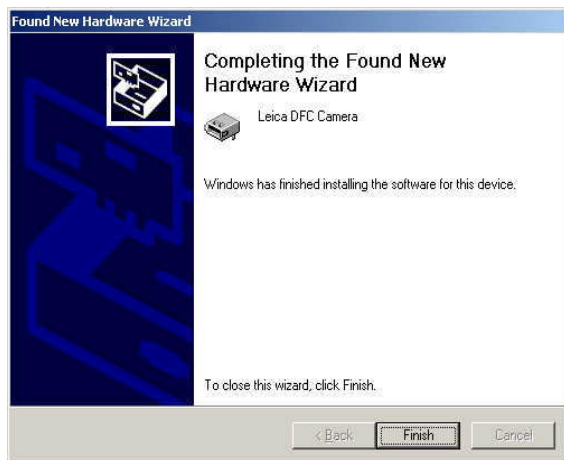 Found New Hardware Wizard
Completing the Found New
Hardware Wizard
Leica DFC Camera
Windows has finished installing the software for this device.
To close this wizard, click Finish.
< Back Finish Cancel